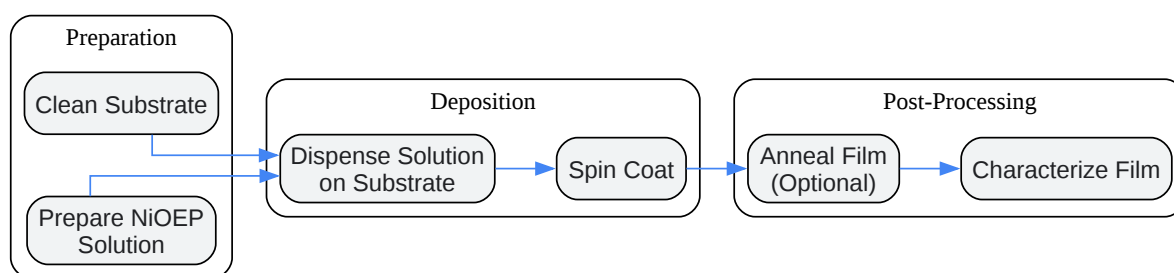 Preparation
Clean Substrate
Prepare NiOEP
Solution
Deposition
Dispense Solution
on Substrate
Spin Coat
Post-Processing
Anneal Film
(Optional)
Characterize Film